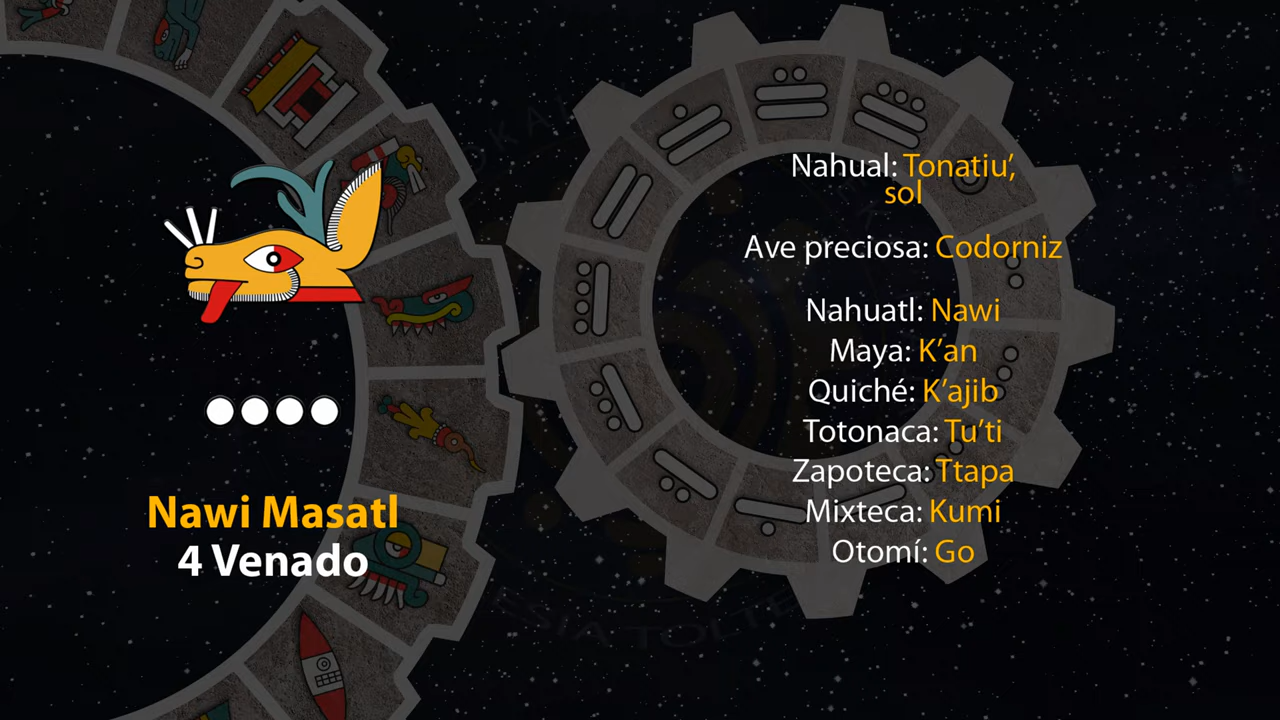 Nawi Masatl
4 Venado
Nahual: Tonatiu’,
sol
Ave preciosa: Codorniz
Nahuatl: Nawi
Maya: K’an
Quiché: K’ajib
Totonaca: Tu’ti
Zapoteca: Ttapa
Mixteca: Kumi
Otomí: Go